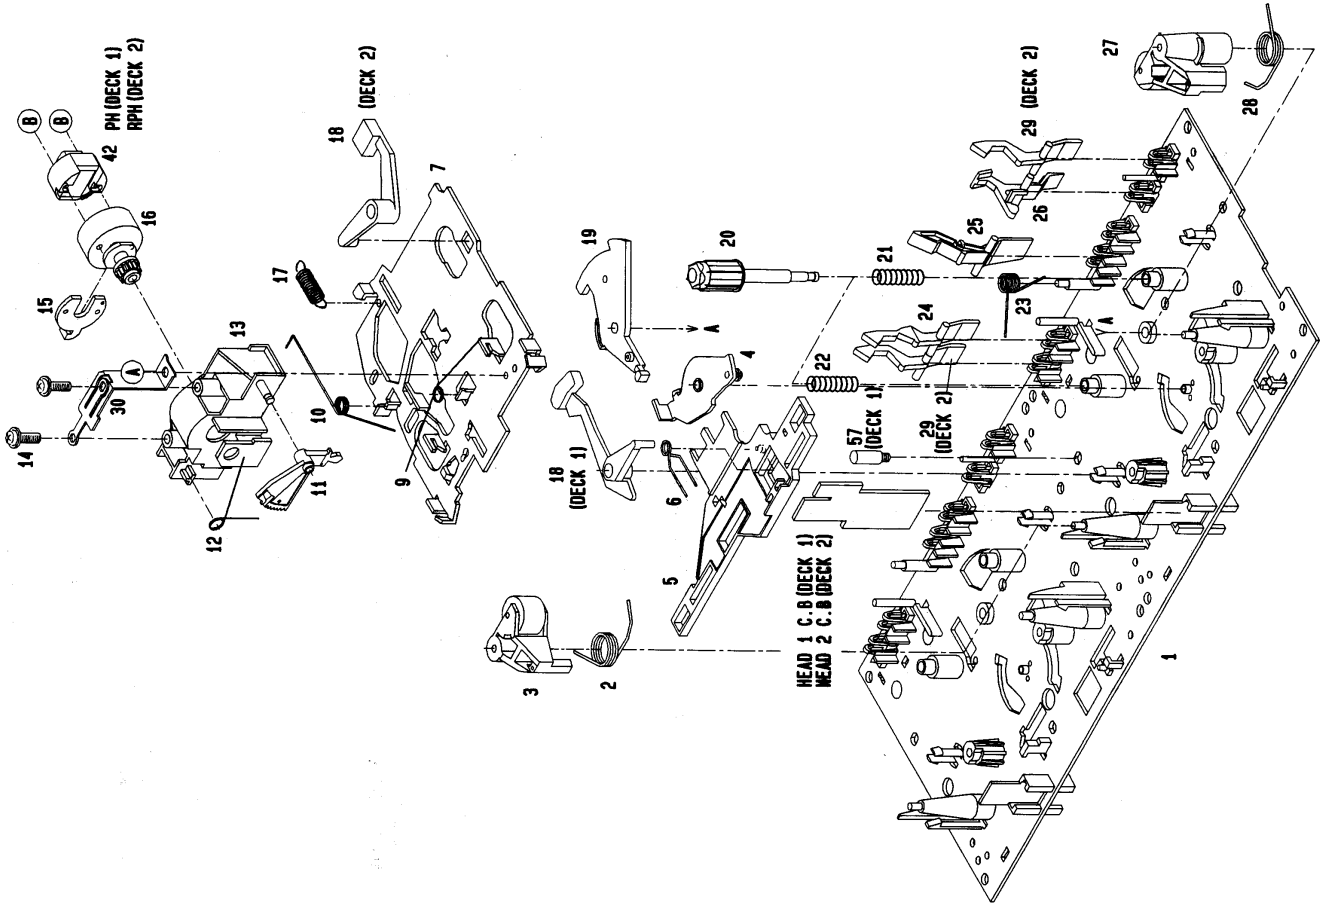 B
B
42
PH (DECK 1)
RPH (DECK 2)
16
15
A
13
30
14
12
11
10
17
18
(DECK 2)
7
9
19
A
20
18
(DECK 1)
6
4
5
3
2
22
21
57
(DECK 1)
29
(DECK 2)
24
23
25
26
29 (DECK 2)
27
28
A
HEAD 1 C.B (DECK 1)
HEAD 2 C.B (DECK 2)
1